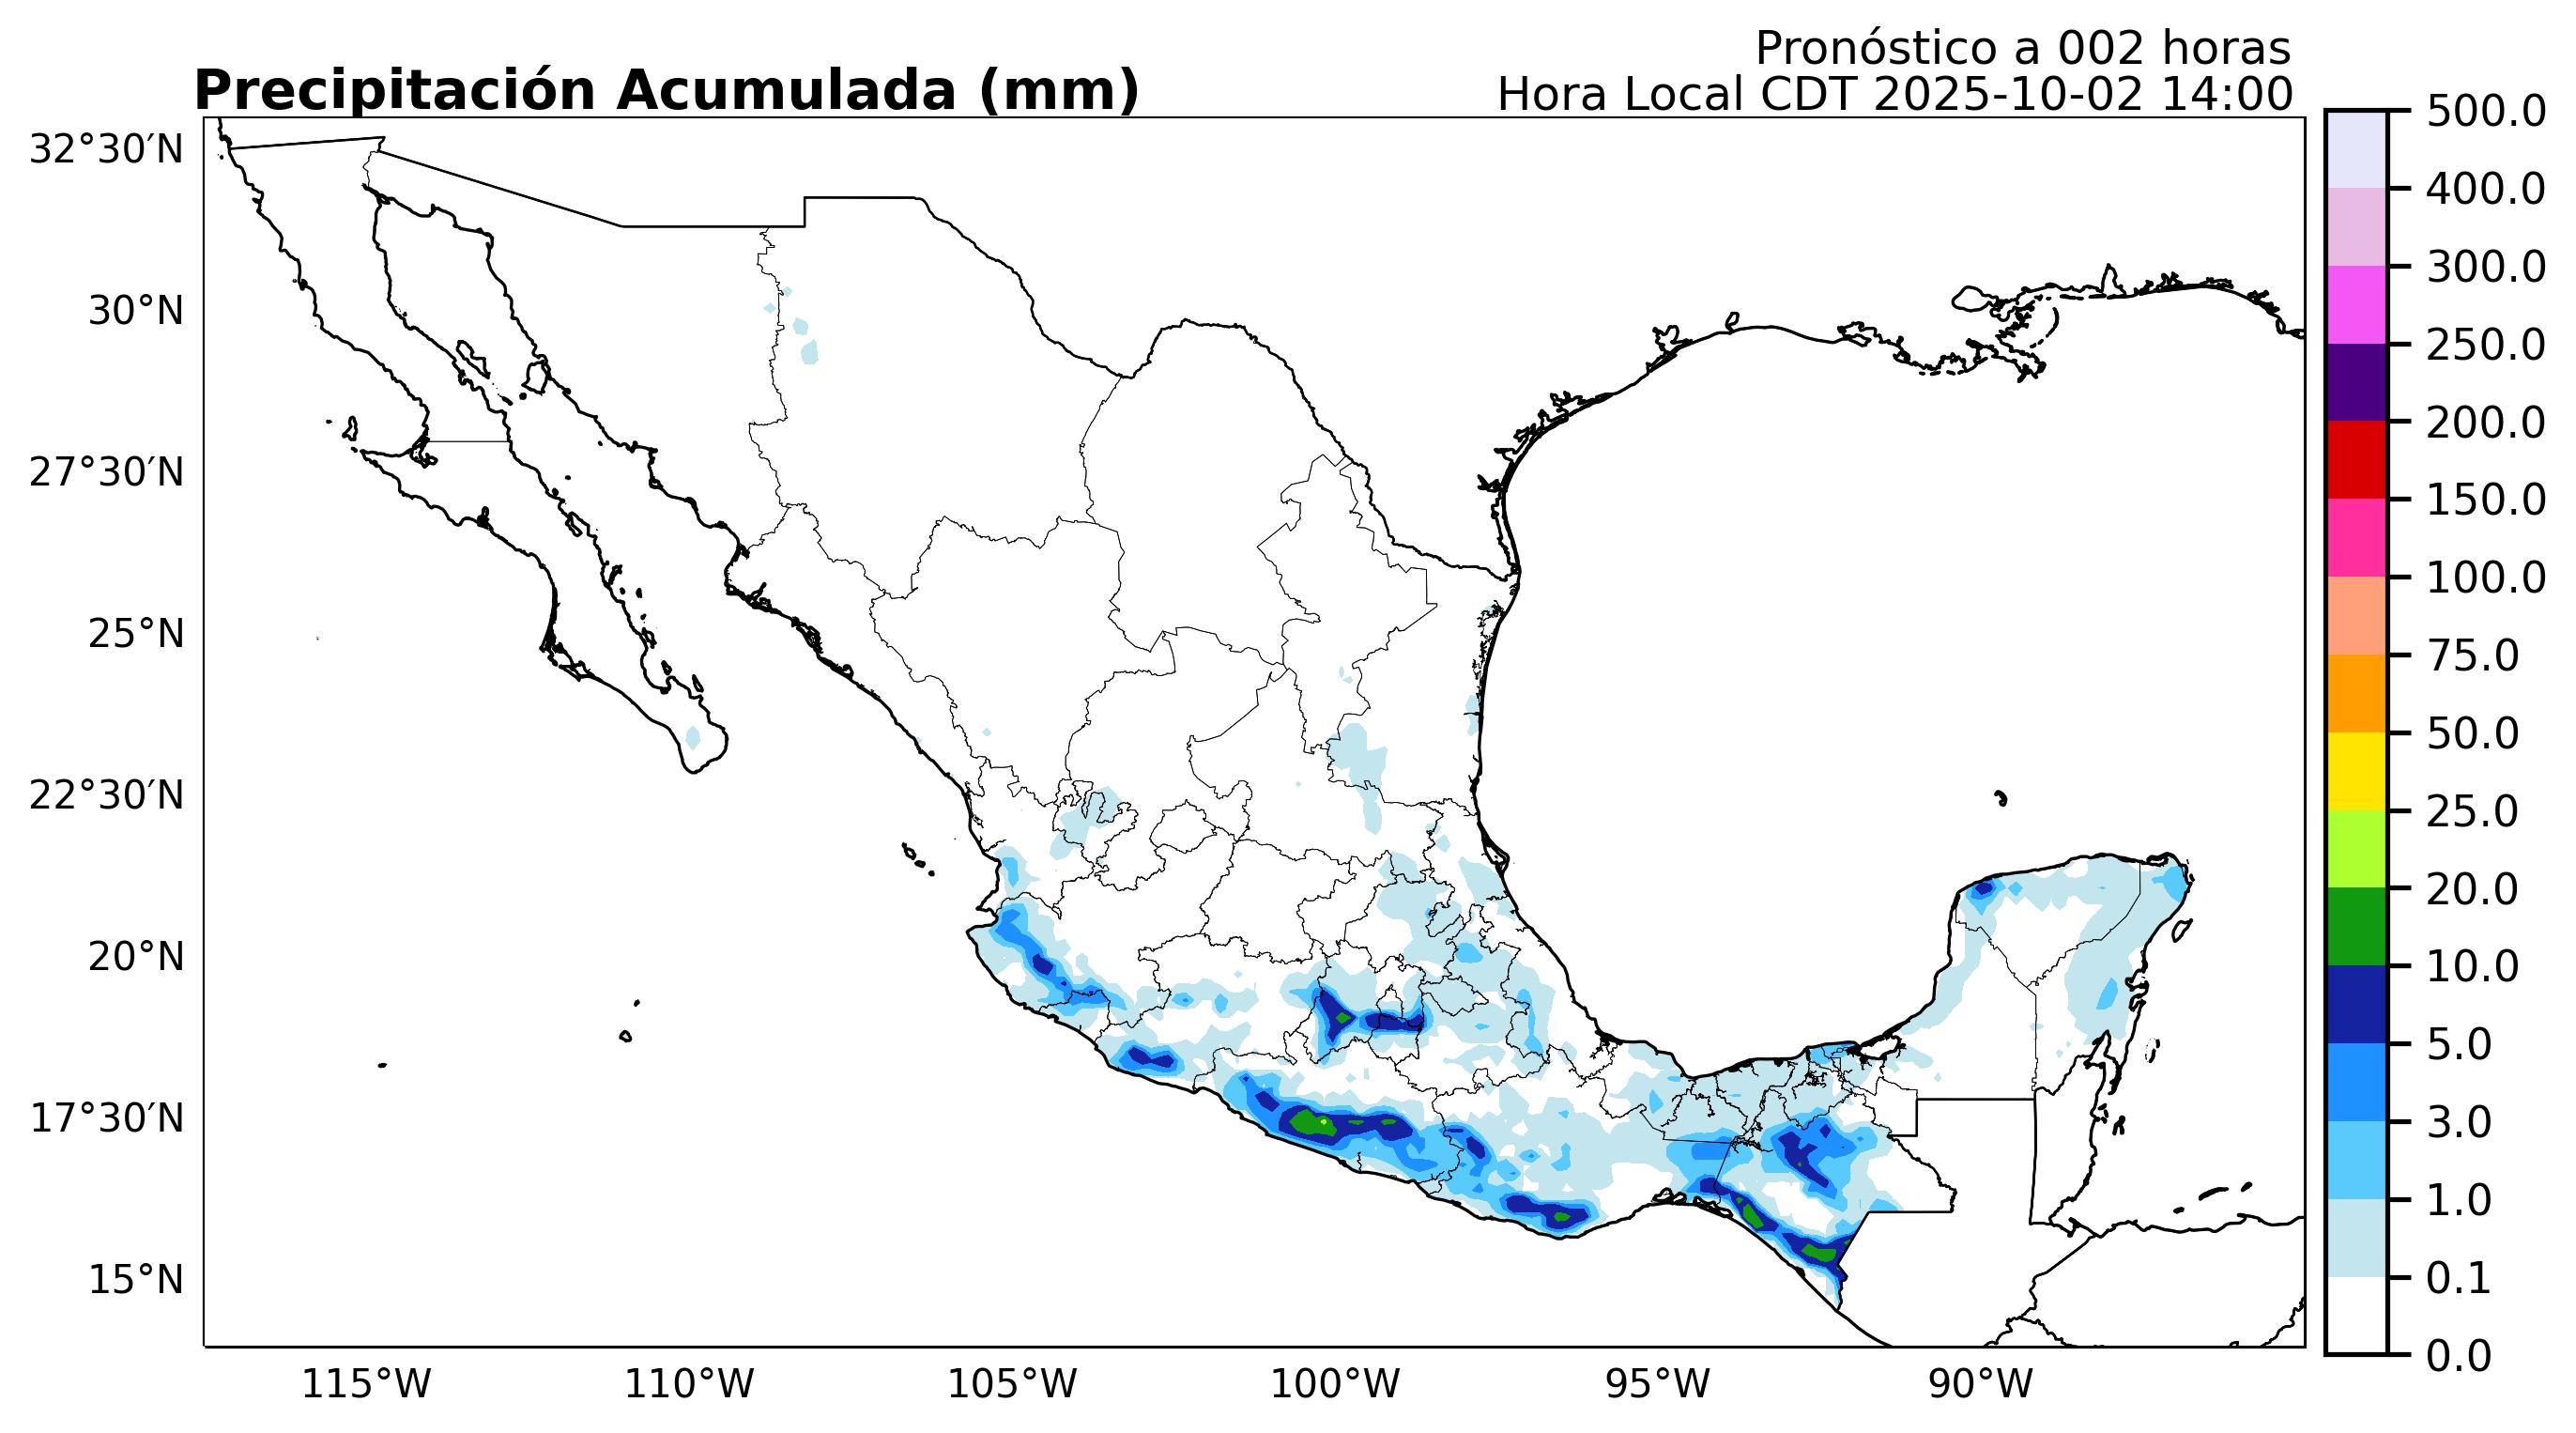 Pronóstico a 002 horas
Precipitación Acumulada (mm)
Hora Local CDT 2025-10-02 14:00
32°30′N
30°N
27°30′N
25°N
22°30′N
20°N
17°30′N
15°N
115°W
110°W
105°W
100°W
95°W
90°W
500.0
400.0
300.0
250.0
200.0
150.0
100.0
75.0
50.0
25.0
20.0
10.0
5.0
3.0
1.0
0.1
0.0